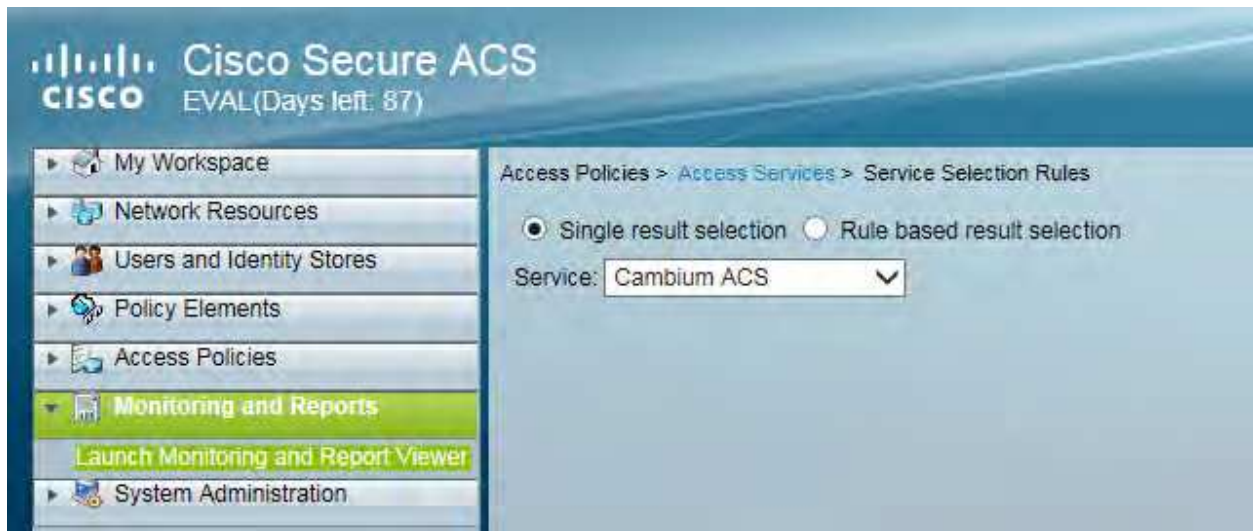 Cisco Secure ACS
CISCO
EVAL(Days left: 87)
My Workspace
Network Resources
Users and Identity Stores
Policy Elements
Access Policies
Monitoring and Reports
Launch Monitoring and Report Viewer
System Administration
Access Policies > Access Services > Service Selection Rules
Single result selection Rule based result selection
Service: Cambium ACS